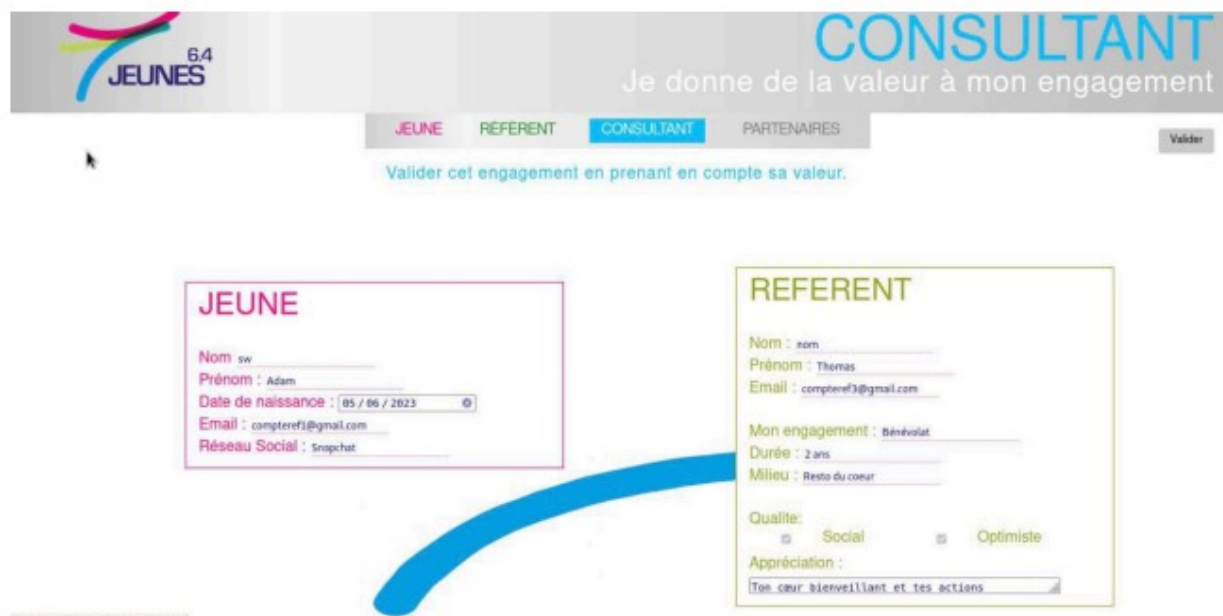 6.4
JEUNES
CONSULTANT
Je donne de la valeur à mon engagement
JEUNE RÉFÉRENT CONSULTANT PARTENAIRES
Valider
Valider cet engagement en prenant en compte sa valeur.
JEUNE
Nom sw
Prénom : Adam
Date de naissance : 05 / 06 / 2023
Email : compteref1@gmail.com
Réseau Social : Snapchat
REFERENT
Nom : nom
Prénom : Thomas
Email : compteref3@gmail.com
Mon engagement : Bénévolat
Durée : 2 ans
Milieu : Resto du coeur
Qualite:
Social Optimiste
Appréciation :
Ton cœur bienveillant et tes actions